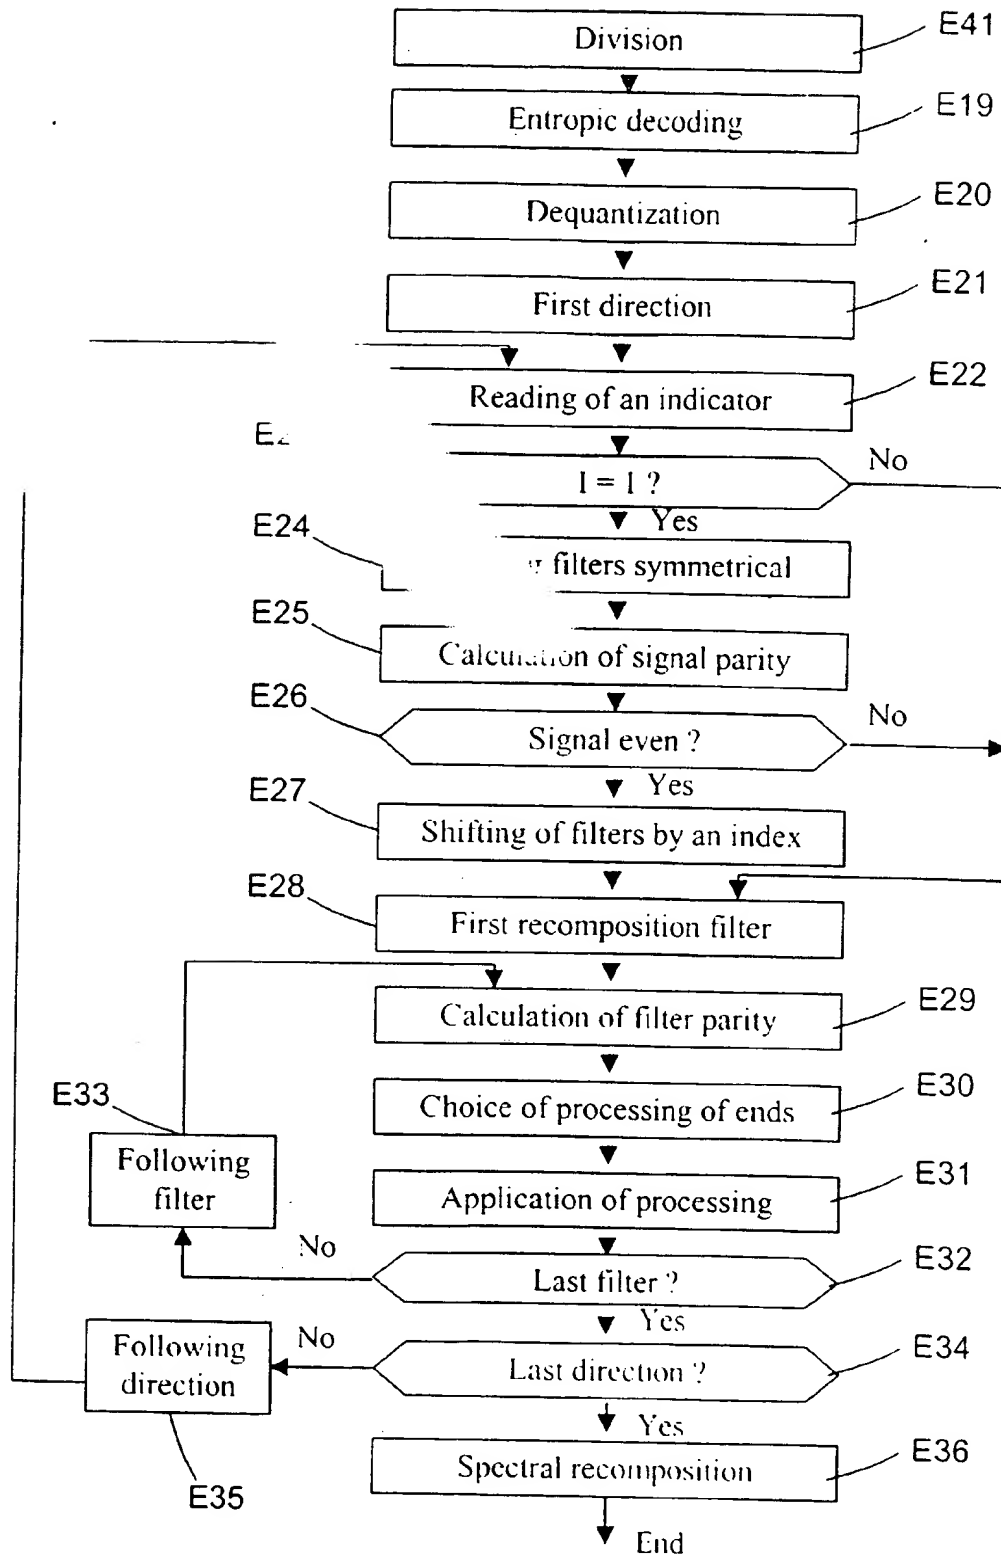 Division
E41
Entropic decoding
E19
Dequantization
E20
First direction
E21
Reading of an indicator
E22
I = 1 ?
No
Yes
E24
filters symmetrical
E25
Calculation of signal parity
E26
Signal even ?
No
Yes
E27
Shifting of filters by an index
E28
First recomposition filter
Calculation of filter parity
E29
E33
Choice of processing of ends
E30
Following
filter
Application of processing
E31
No
Last filter ?
E32
Yes
Following
direction
No
Last direction ?
E34
Yes
E35
Spectral recomposition
E36
End